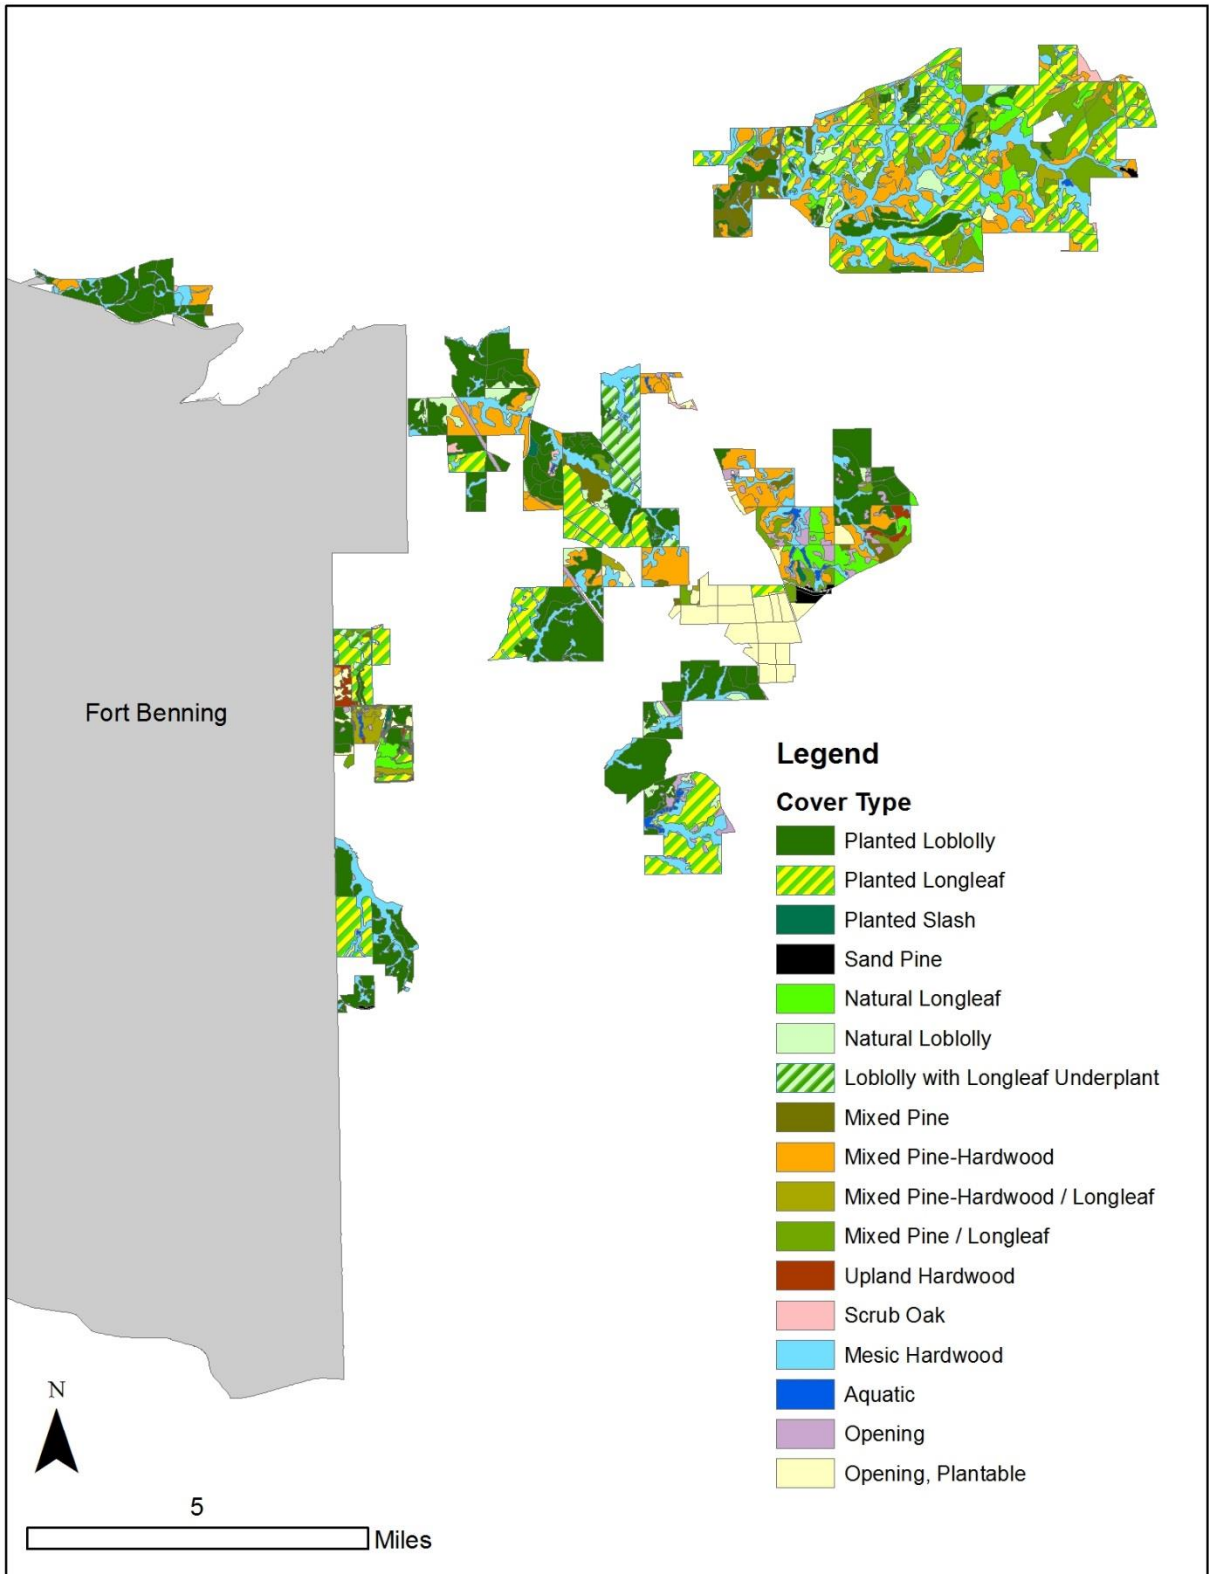 Fort Benning
Legend
Cover Type
Planted Loblolly
Planted Longleaf
Planted Slash
Sand Pine
Natural Longleaf
Natural Loblolly
Loblolly with Longleaf Underplant
Mixed Pine
Mixed Pine-Hardwood
Mixed Pine-Hardwood / Longleaf
Mixed Pine / Longleaf
Upland Hardwood
Scrub Oak
Mesic Hardwood
Aquatic
Opening
Opening, Plantable
N
5
Miles